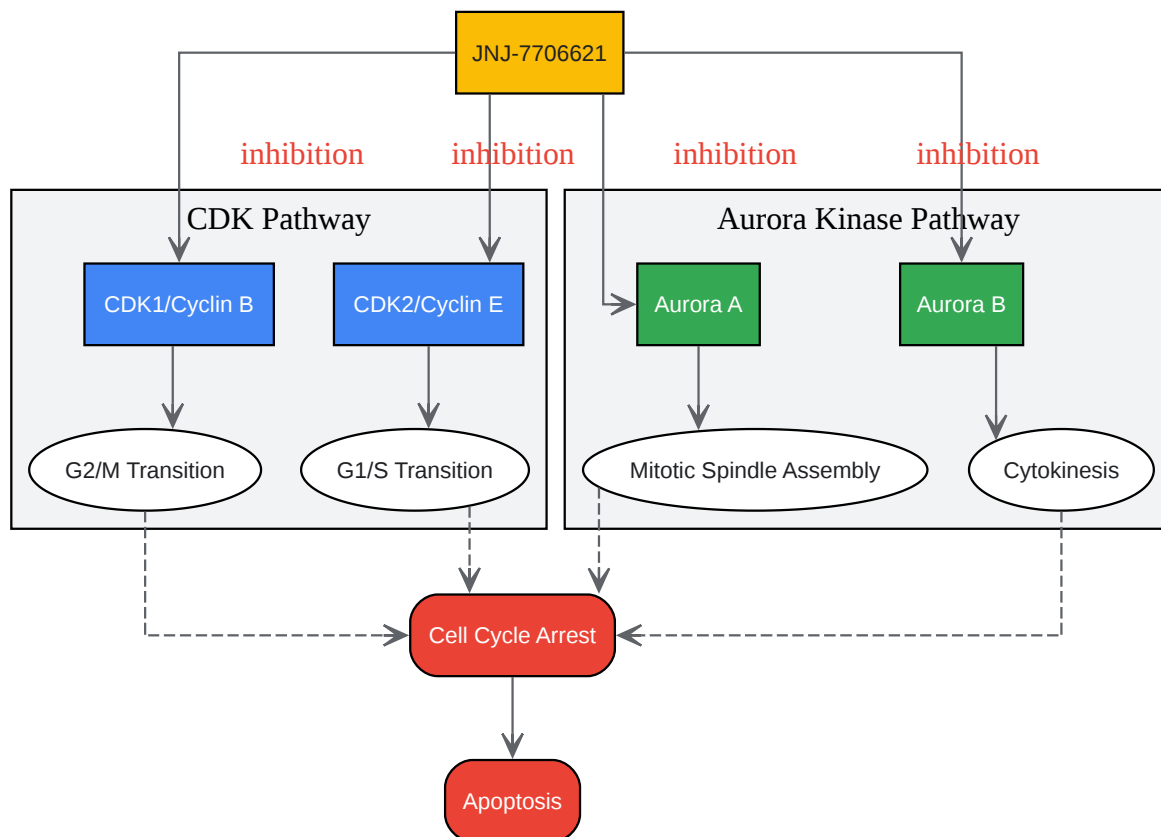 JNJ-7706621
inhibition
inhibition
inhibition
inhibition
CDK Pathway
Aurora Kinase Pathway
CDK1/Cyclin B
CDK2/Cyclin E
Aurora A
Aurora B
G2/M Transition
G1/S Transition
Mitotic Spindle Assembly
Cytokinesis
Cell Cycle Arrest
Apoptosis